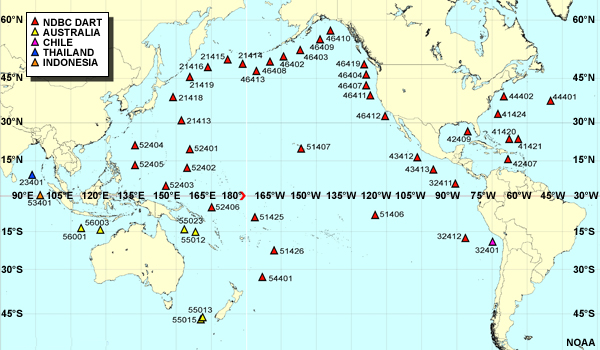 60°N
NDBC DART
AUSTRALIA
CHILE
THAILAND
INDONESIA
60°N
46410
46409
46403
21414
21415
46402
21416
46408
46413
46419
45°N
21419
46404
45°N
46407
21418
46411
44402
44401
46412
41424
30°N
21413
30°N
42409
41420
52404
52401
51407
41421
15°N
52405
43412
42407
15°N
52402
43413
23401
52403
32411
90°E
105°E
120°E
135°E
150°E
165°E
180°
165°W
150°W
135°W
120°W
105°W
90°W
75°W
60°W
45°W
53401
52406
51425
51406
56003
55023
15°S
56001
55012
32412
15°S
51426
32401
30°S
54401
30°S
55013
45°S
55015
45°S
NOAA